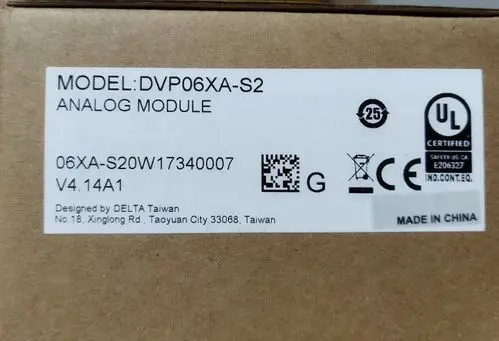 MODEL:DVP06XA-S2
ANALOG MODULE
25
UL
CERTIFIED
SAFETY US CA
E206327
IND.CONT.EQ.
06XA-S20W17340007
V4.14A1
G
CE
Designed by DELTA Taiwan
No.18, Xinglong Rd., Taoyuan City 33068, Taiwan
MADE IN CHINA